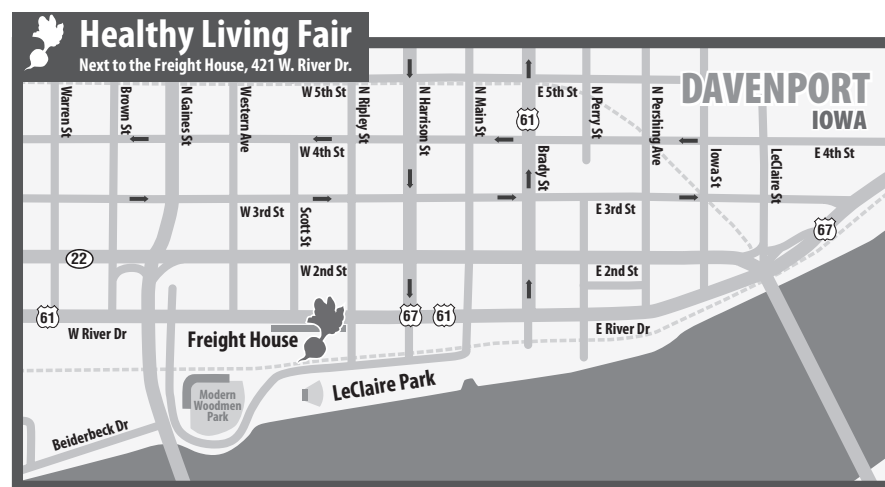 Healthy Living Fair
Next to the Freight House, 421 W. River Dr.
DAVENPORT
IOWA
Warren St
Brown St
N Gaines St
Western Ave
W 5th St
N Ripley St
N Harrison St
N Main St
E 5th St
61
N Perry St
N Pershing Ave
W 4th St
Brady St
Iowa St
LeClaire St
E 4th St
W 3rd St
Scott St
E 3rd St
67
22
W 2nd St
E 2nd St
61
67
61
W River Dr
E River Dr
Freight House
LeClaire Park
Modern
Woodmen
Park
Beiderbeck Dr